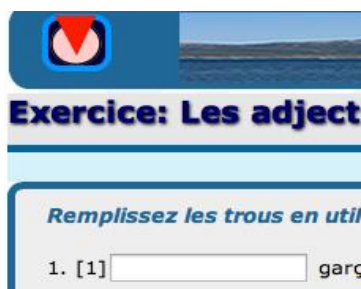 Exercice: Les adject
Remplissez les trous en util
1. [1] garç